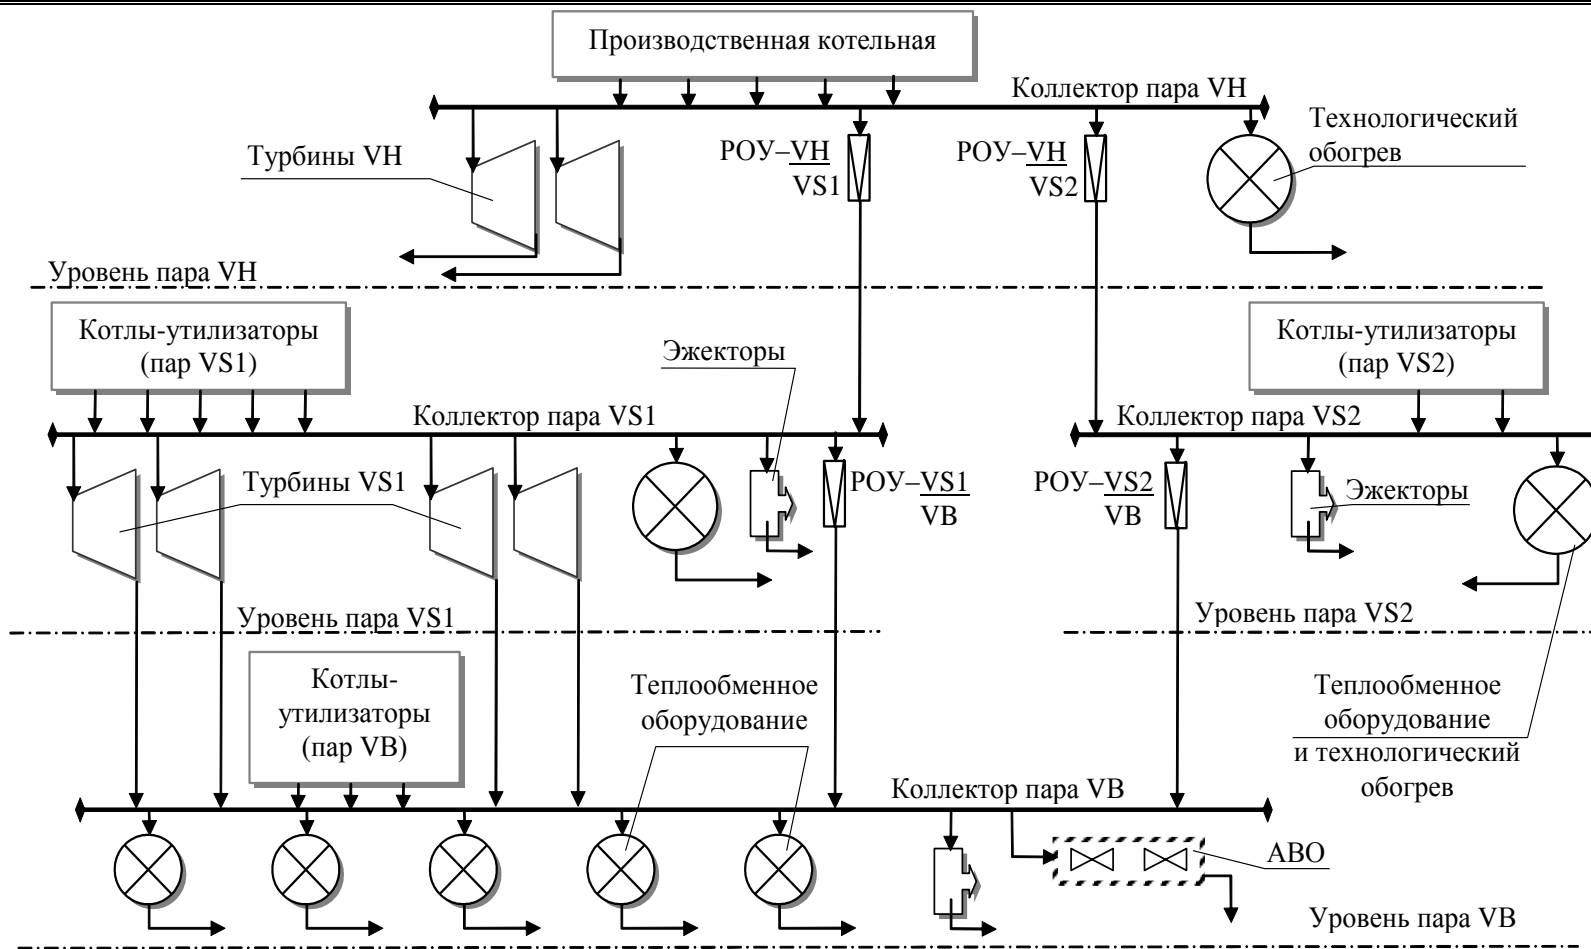 Производственная котельная
Коллектор пара VH
Технологический
обогрев
Турбины VH
РОУ–VH
VS1
РОУ–VH
VS2
Уровень пара VH
Котлы-утилизаторы
(пар VS1)
Эжекторы
Котлы-утилизаторы
(пар VS2)
Коллектор пара VS1
Коллектор пара VS2
Турбины VS1
РОУ–VS1
VB
РОУ–VS2
VB
Эжекторы
Уровень пара VS1
Уровень пара VS2
Котлы-
утилизаторы
(пар VB)
Теплообменное
оборудование
Теплообменное
оборудование
и технологический
обогрев
Коллектор пара VB
АВО
Уровень пара VB